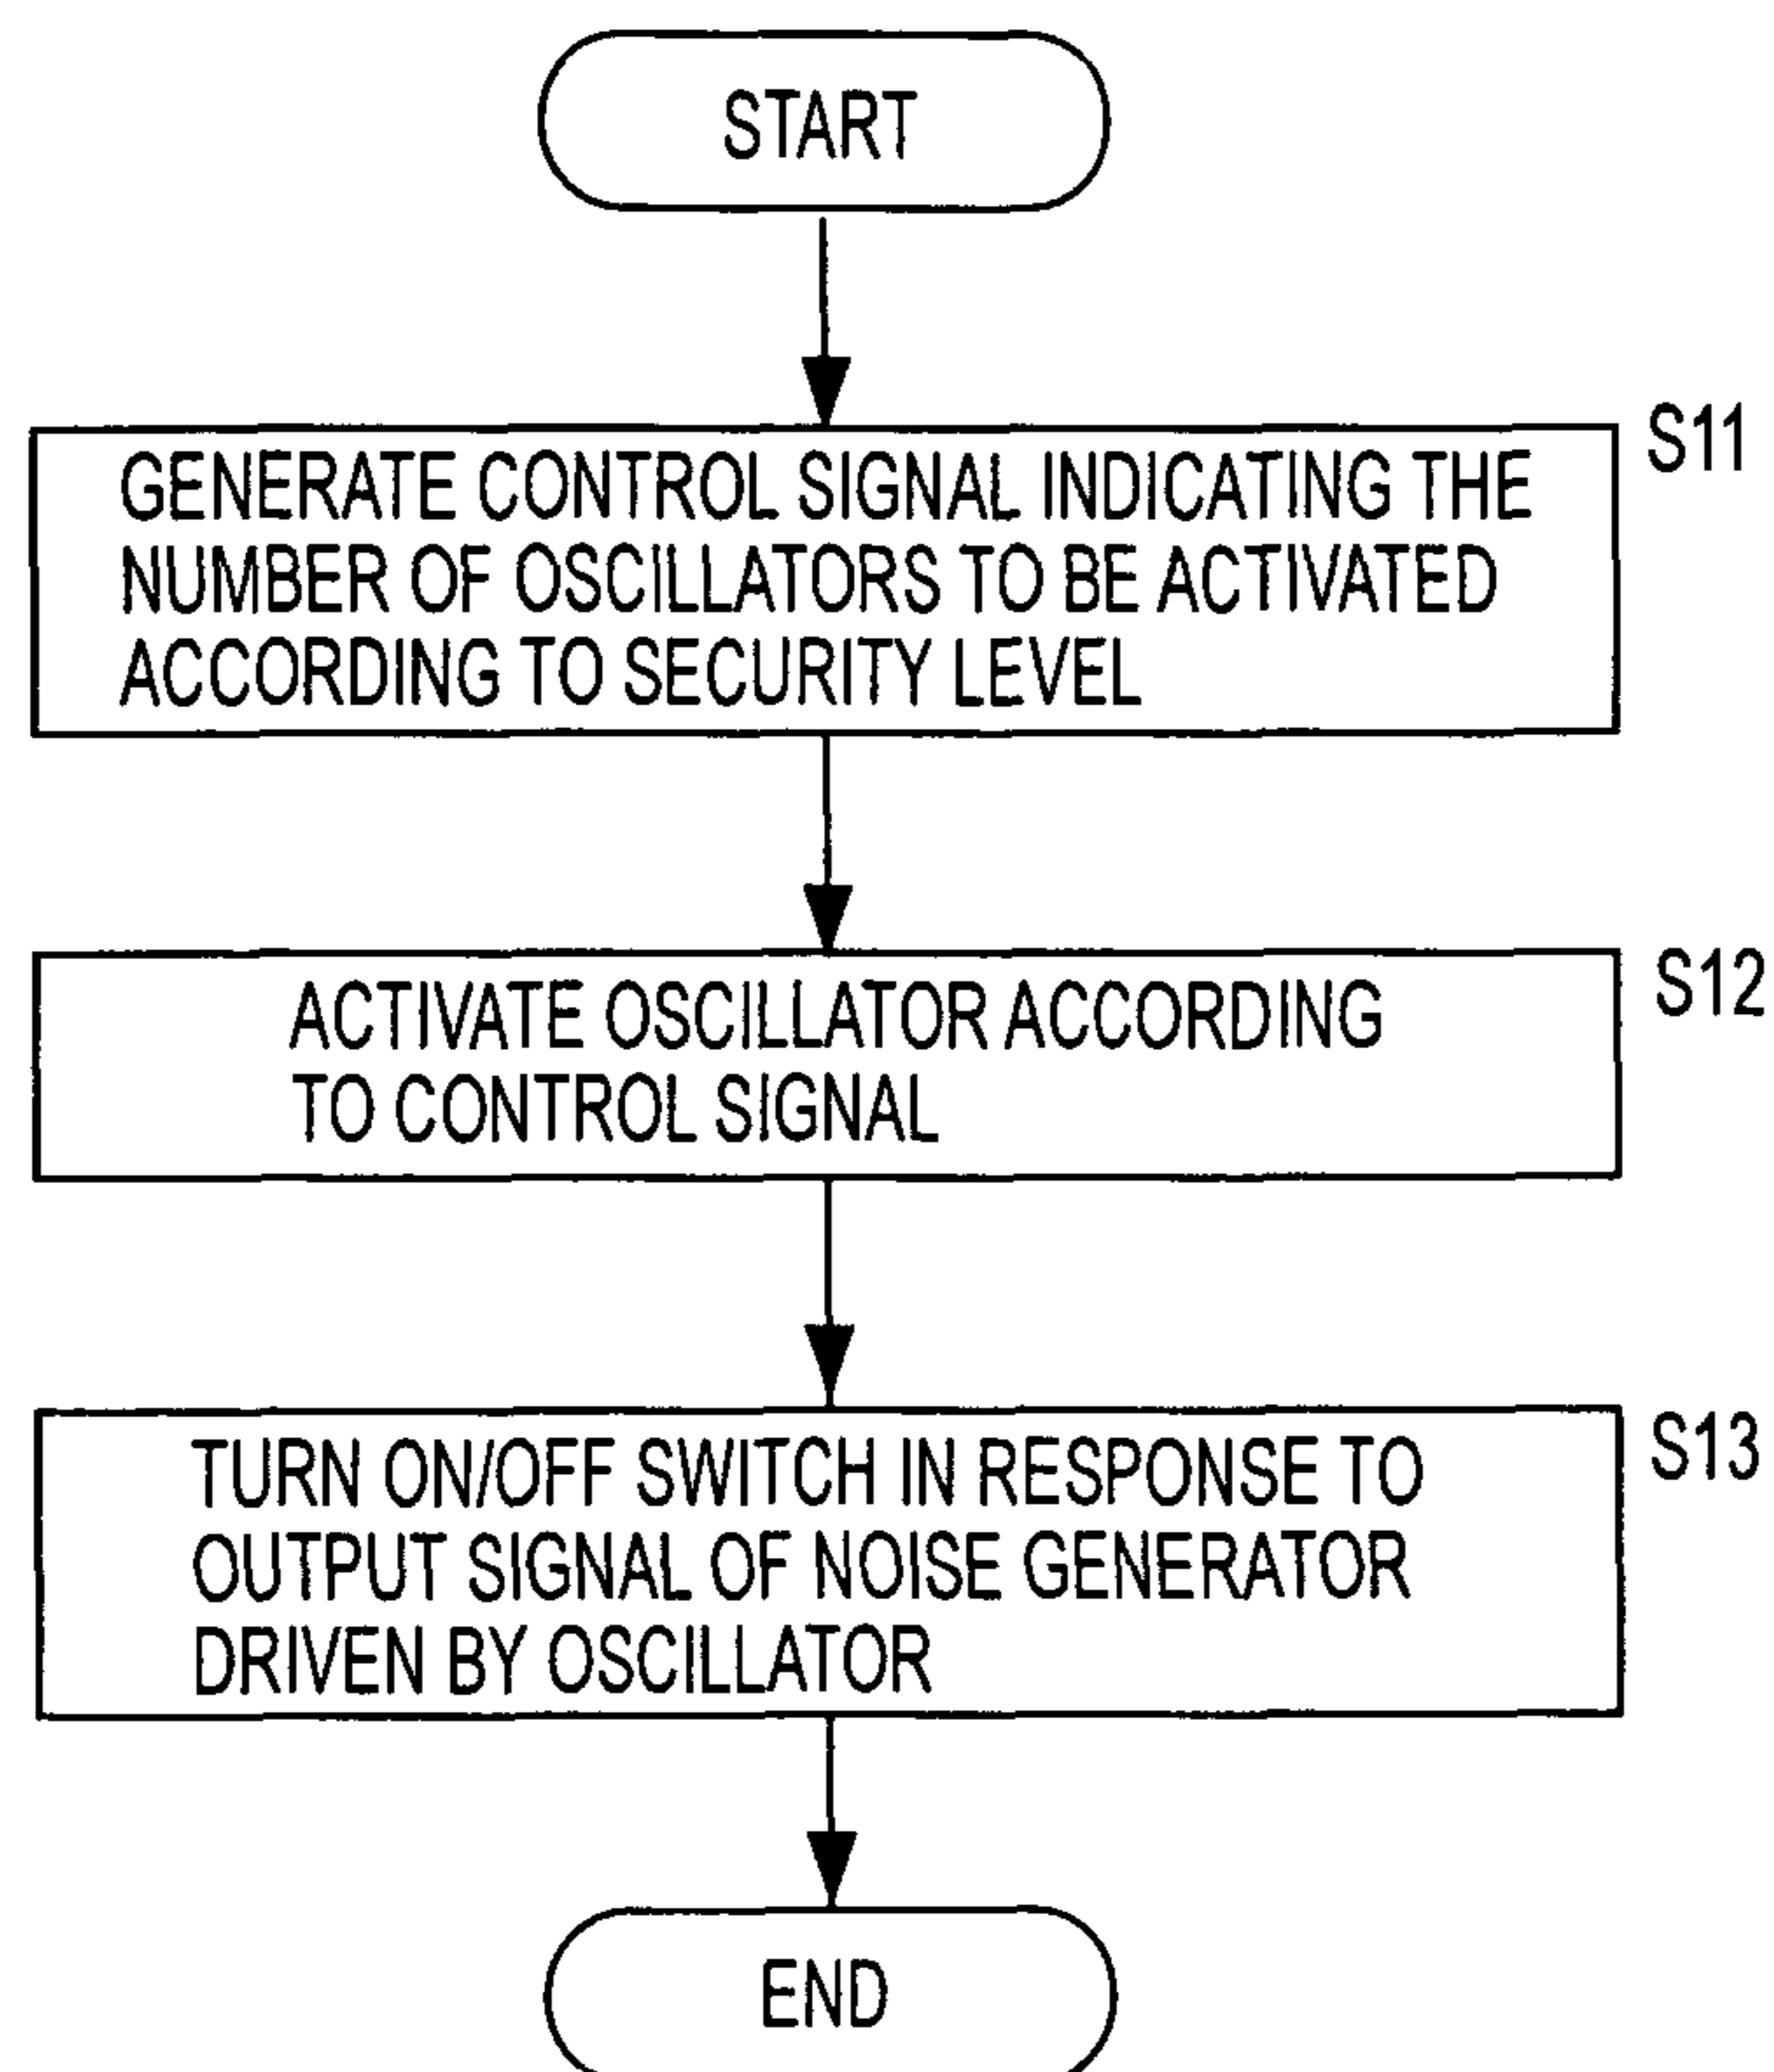 START
S11
GENERATE CONTROL SIGNAL INDICATING THE
NUMBER OF OSCILLATORS TO BE ACTIVATED
ACCORDING TO SECURITY LEVEL
S12
ACTIVATE OSCILLATOR ACCORDING
TO CONTROL SIGNAL
S13
TURN ON/OFF SWITCH IN RESPONSE TO
OUTPUT SIGNAL OF NOISE GENERATOR
DRIVEN BY OSCILLATOR
END